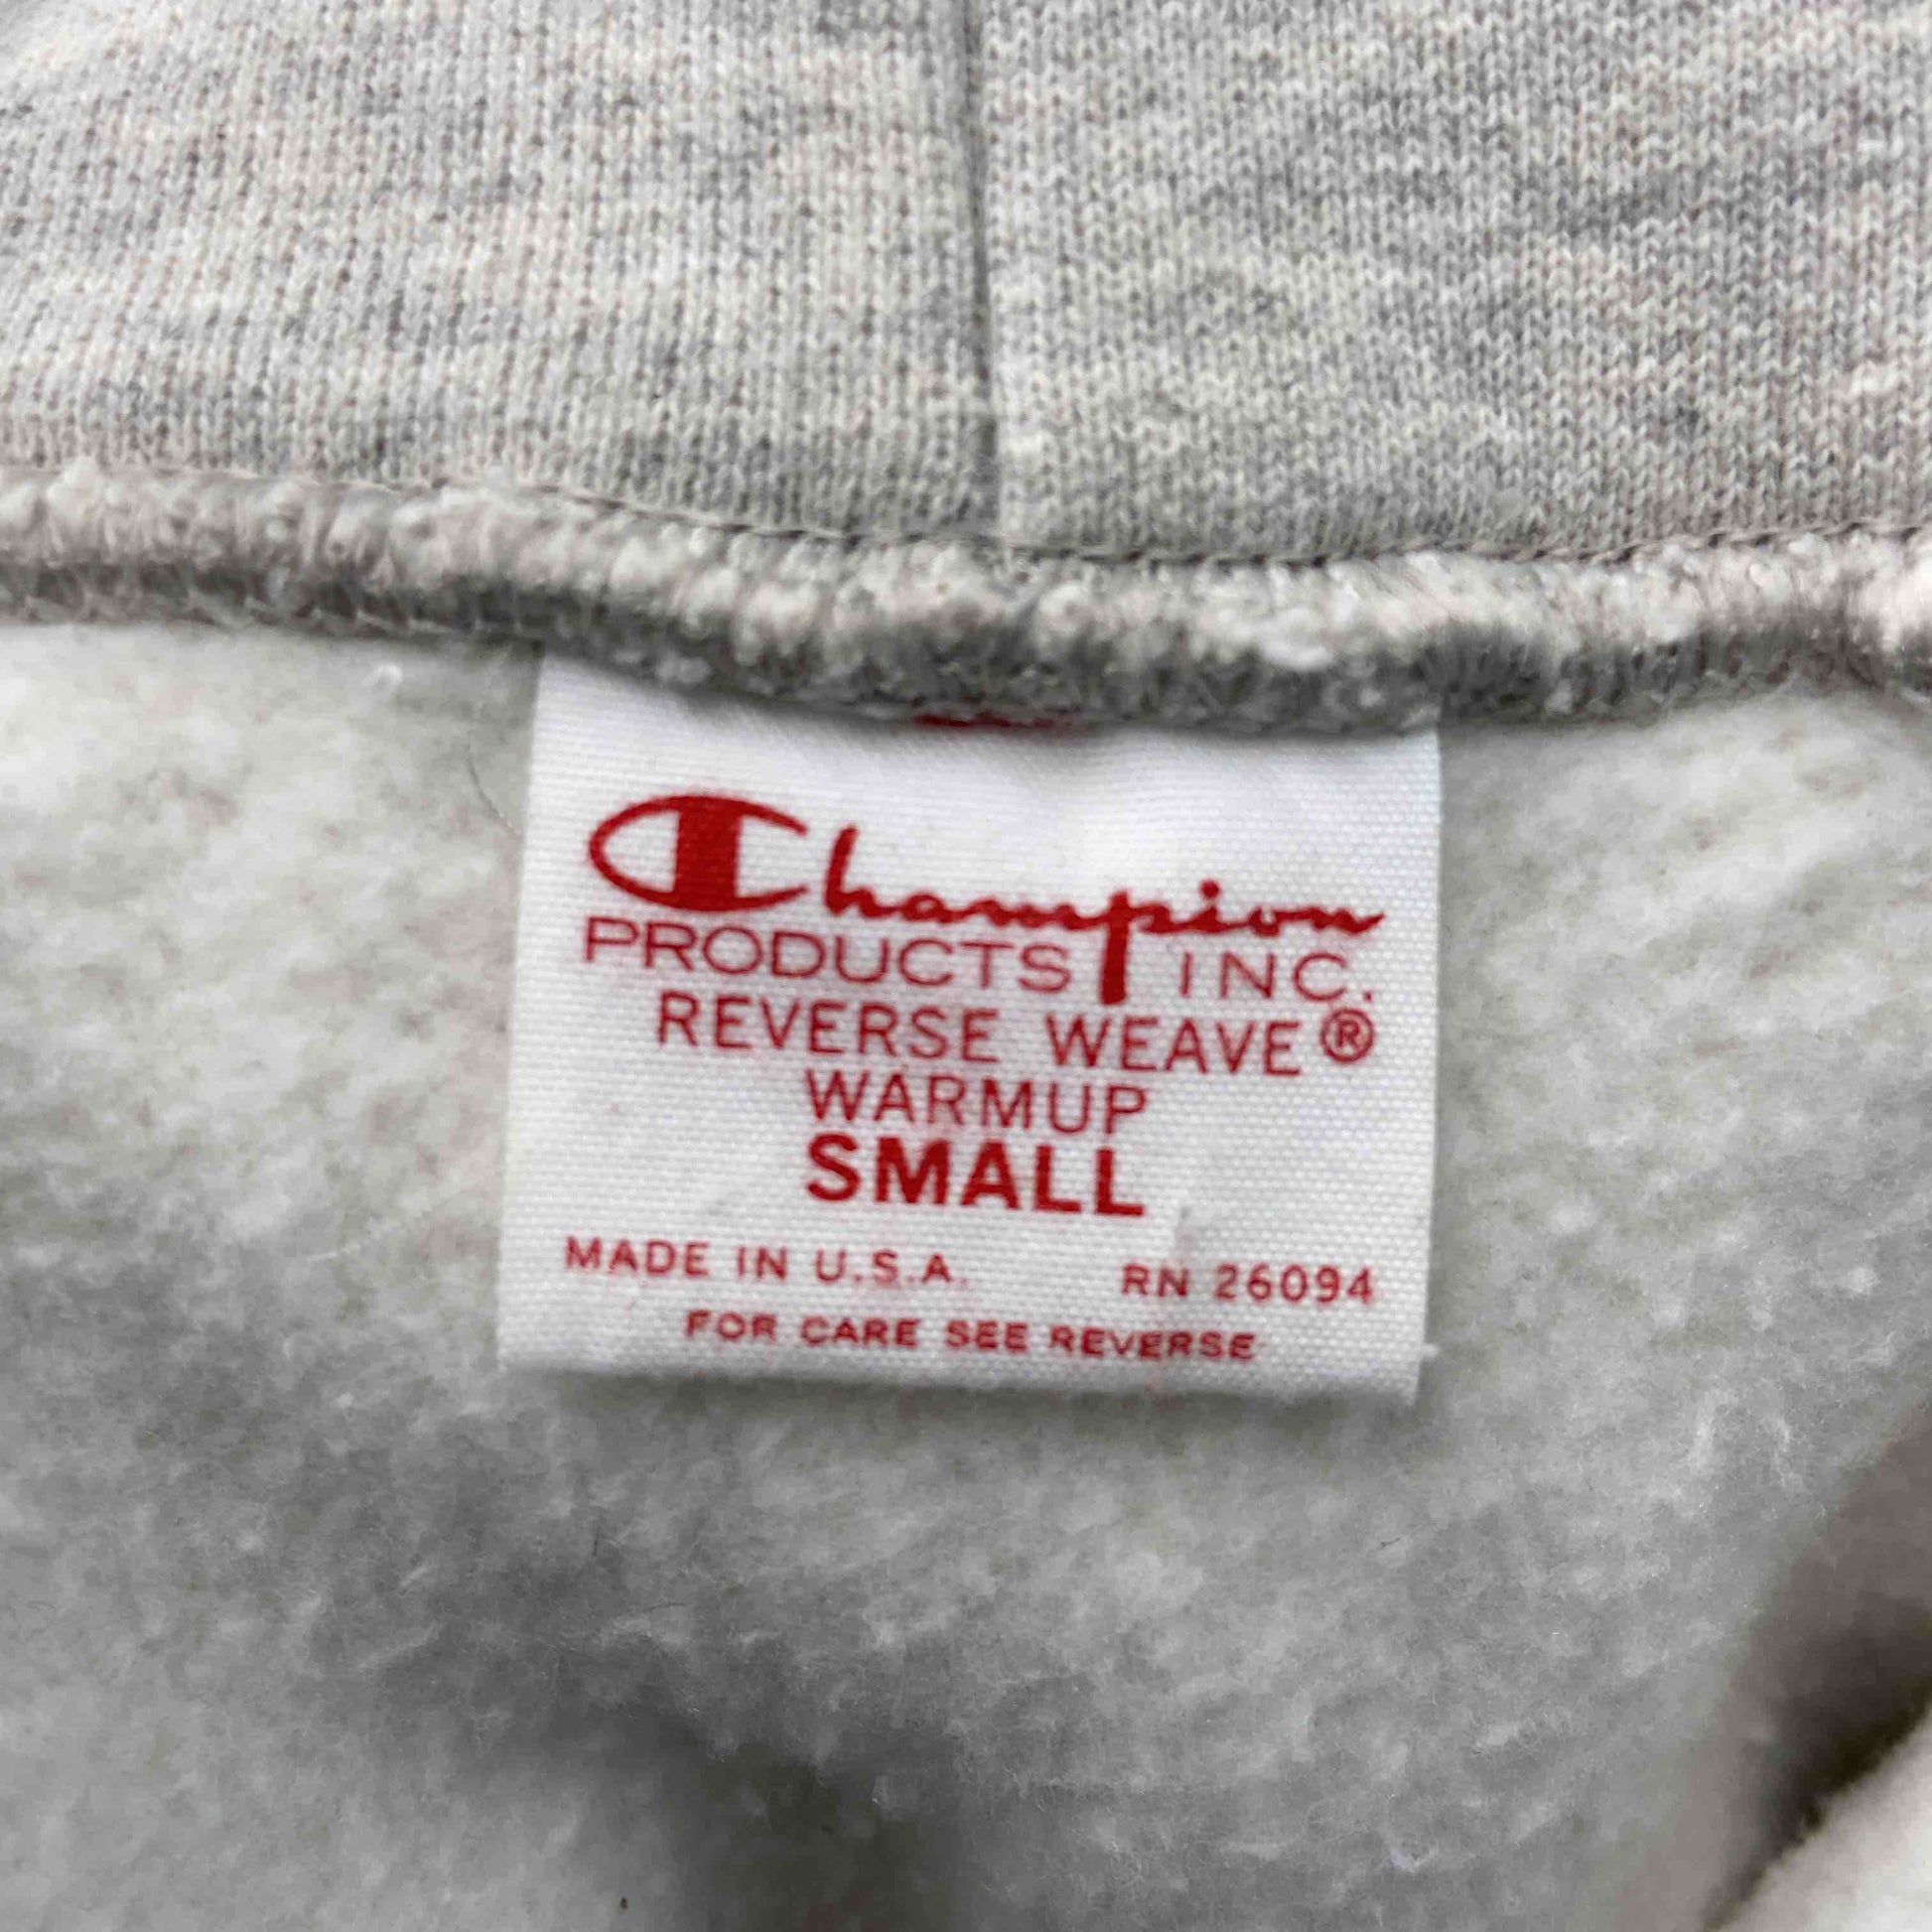 Champion
PRODUCTS INC.
REVERSE WEAVE®
WARMUP
SMALL
MADE IN U.S.A. RN 26094
FOR CARE SEE REVERSE